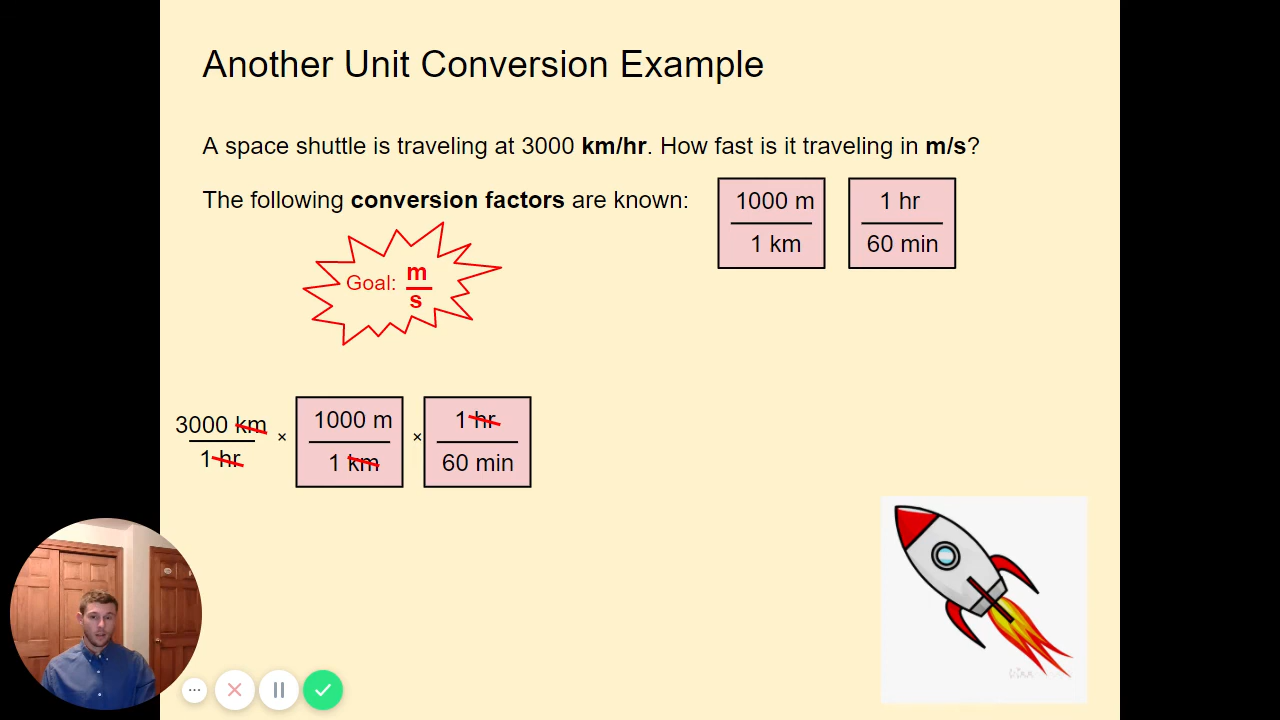 Another Unit Conversion Example
A space shuttle is traveling at 3000 km/hr. How fast is it traveling in m/s?
The following conversion factors are known:
1000 m
1 km
1 hr
60 min
Goal: m
s
3000 km
1 hr
×
1000 m
1 km
×
1 hr
60 min